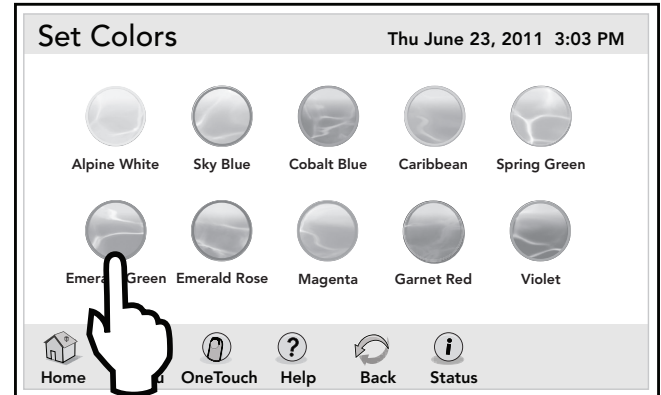 Set Colors Thu June 23, 2011 3:03 PM
Alpine White Sky Blue Cobalt Blue Caribbean Spring Green
Green Emerald Rose Magenta Garnet Red Violet
Home OneTouch Help Back Status